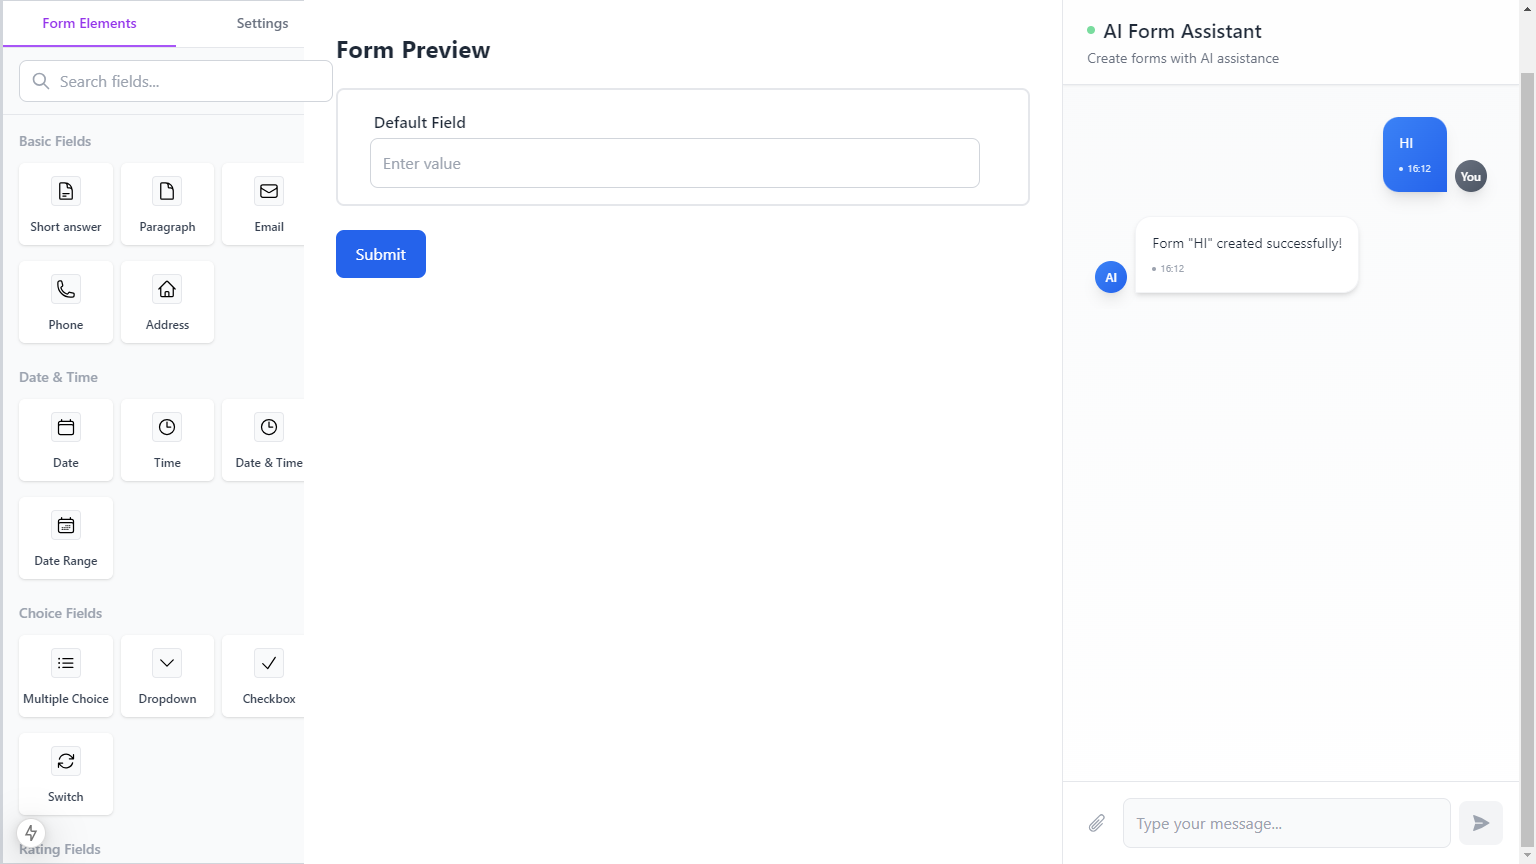 Form Elements
Settings
Search fields...
Basic Fields
Short answer
Paragraph
Email
Phone
Address
Date & Time
Date
Time
Date & Time
Date Range
Choice Fields
Multiple Choice
Dropdown
Checkbox
Switch
Rating Fields
Form Preview
Default Field
Enter value
Submit
AI Form Assistant
Create forms with AI assistance
HI
16:12
You
Form "HI" created successfully!
16:12
AI
Type your message...